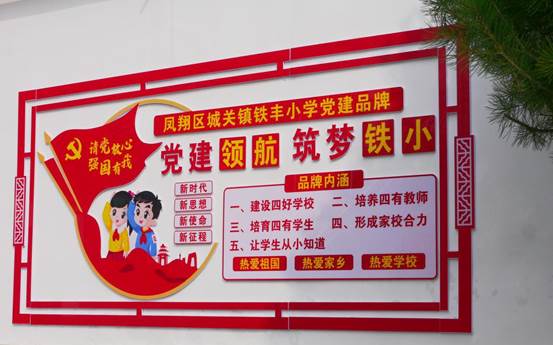 凤翔区城关镇铁丰小学党建品牌
请党放心
强国有我
党建领航 筑梦铁小
新时代
新思想
新使命
新征程
品牌内涵
一、建设四好学校 二、培养四有教师
三、培育四有学生 四、形成家校合力
五、让学生从小知道
热爱祖国 热爱家乡 热爱学校